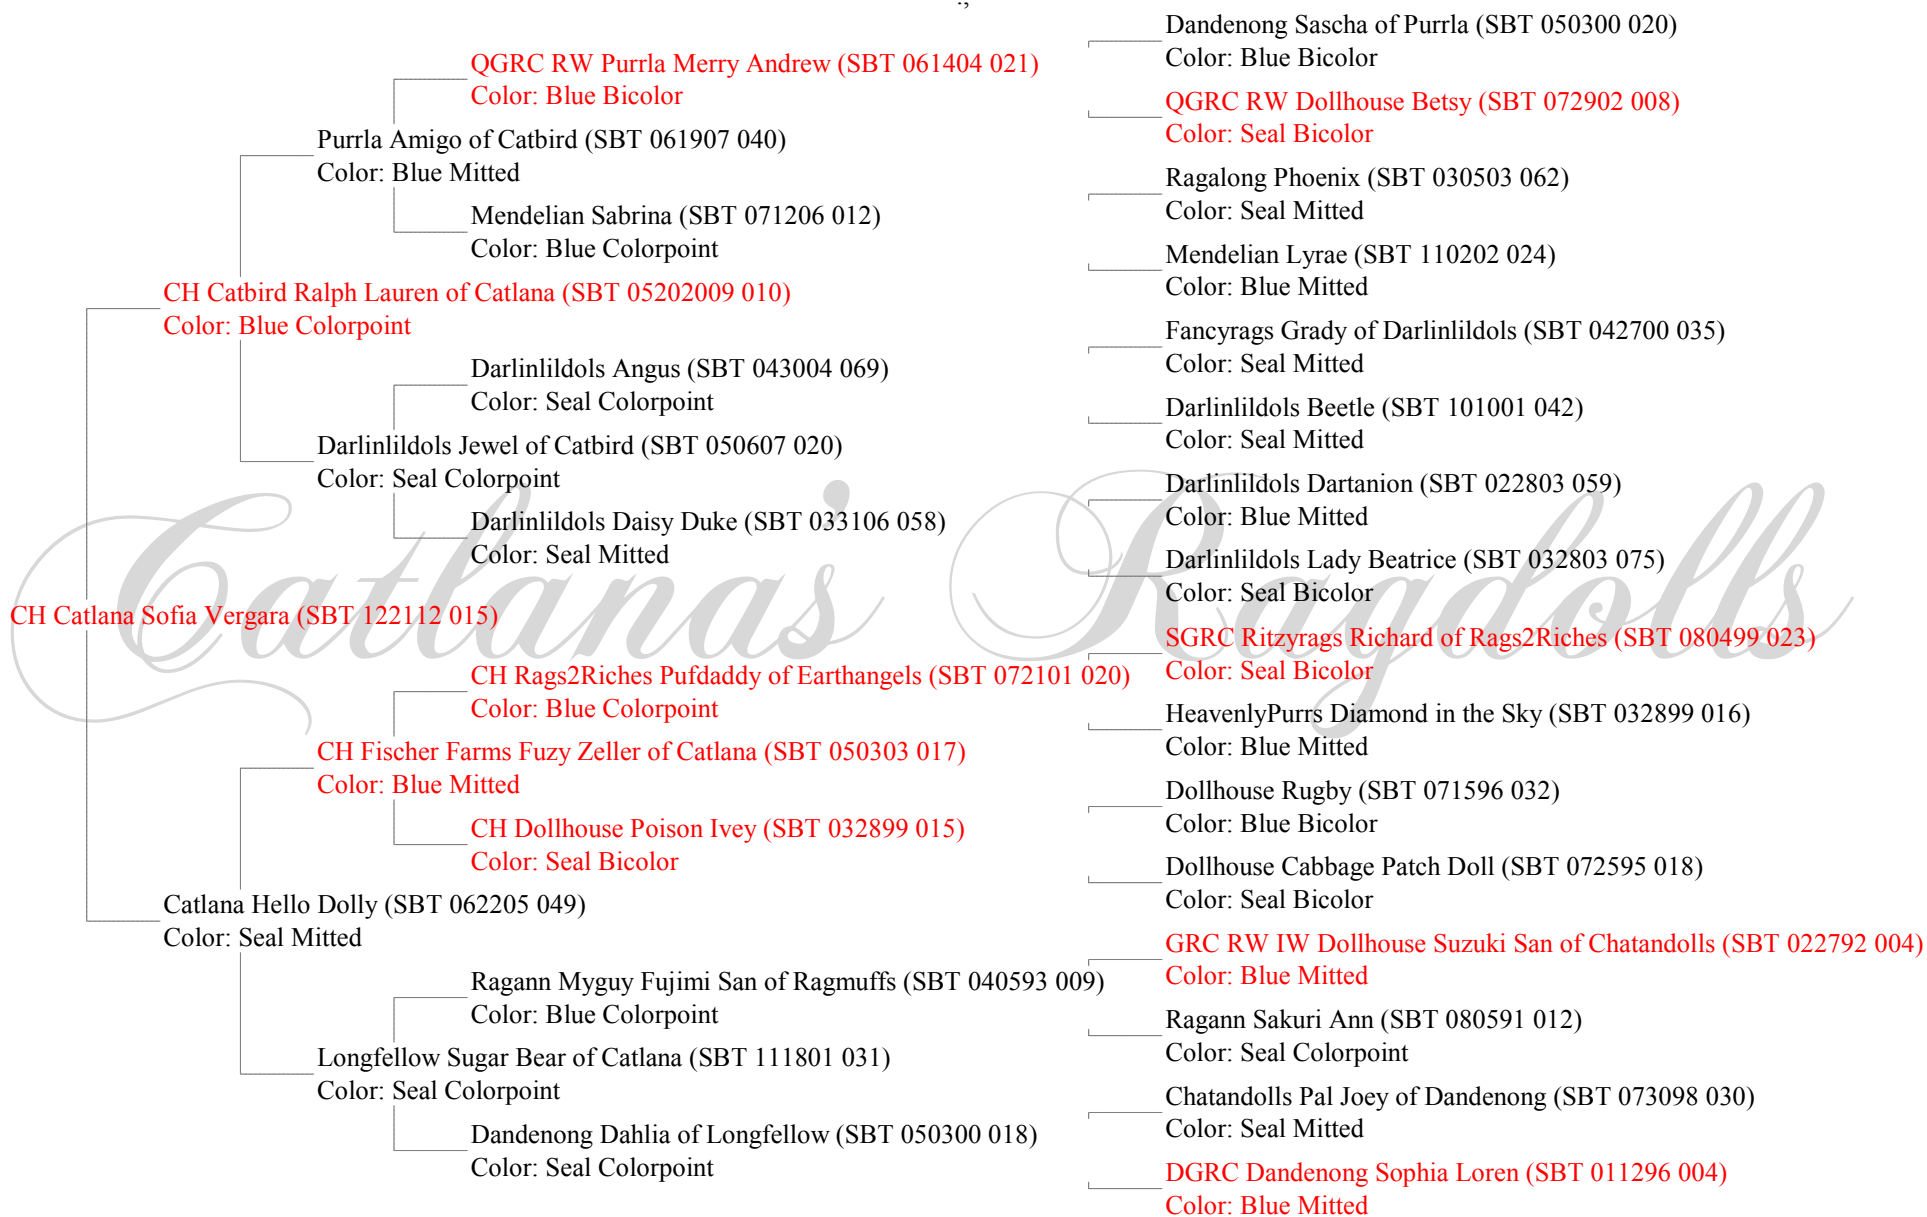 Dandenong Sascha of Purrla (SBT 050300 020)
Color: Blue Bicolor
QGRC RW Purrla Merry Andrew (SBT 061404 021)
Color: Blue Bicolor
QGRC RW Dollhouse Betsy (SBT 072902 008)
Color: Seal Bicolor
Purrla Amigo of Catbird (SBT 061907 040)
Color: Blue Mitted
Ragalong Phoenix (SBT 030503 062)
Color: Seal Mitted
Mendelian Sabrina (SBT 071206 012)
Color: Blue Colorpoint
Mendelian Lyrae (SBT 110202 024)
Color: Blue Mitted
CH Catbird Ralph Lauren of Catlana (SBT 05202009 010)
Color: Blue Colorpoint
Fancyrags Grady of Darlinlildols (SBT 042700 035)
Color: Seal Mitted
Darlinlildols Angus (SBT 043004 069)
Color: Seal Colorpoint
Darlinlildols Beetle (SBT 101001 042)
Color: Seal Mitted
Darlinlildols Jewel of Catbird (SBT 050607 020)
Color: Seal Colorpoint
Darlinlildols Dartanion (SBT 022803 059)
Color: Blue Mitted
Darlinlildols Daisy Duke (SBT 033106 058)
Color: Seal Mitted
Darlinlildols Lady Beatrice (SBT 032803 075)
Color: Seal Bicolor
Catlana's Ragdolls
CH Catlana Sofia Vergara (SBT 122112 015)
SGRC Ritzyrags Richard of Rags2Riches (SBT 080499 023)
Color: Seal Bicolor
CH Rags2Riches Pufdaddy of Earthangels (SBT 072101 020)
Color: Blue Colorpoint
HeavenlyPurrs Diamond in the Sky (SBT 032899 016)
Color: Blue Mitted
CH Fischer Farms Fuzy Zeller of Catlana (SBT 050303 017)
Color: Blue Mitted
Dollhouse Rugby (SBT 071596 032)
Color: Blue Bicolor
CH Dollhouse Poison Ivey (SBT 032899 015)
Color: Seal Bicolor
Dollhouse Cabbage Patch Doll (SBT 072595 018)
Color: Seal Bicolor
Catlana Hello Dolly (SBT 062205 049)
Color: Seal Mitted
GRC RW IW Dollhouse Suzuki San of Chatandolls (SBT 022792 004)
Color: Blue Mitted
Ragann Myguy Fujimi San of Ragmuffs (SBT 040593 009)
Color: Blue Colorpoint
Ragann Sakuri Ann (SBT 080591 012)
Color: Seal Colorpoint
Longfellow Sugar Bear of Catlana (SBT 111801 031)
Color: Seal Colorpoint
Chatandolls Pal Joey of Dandenong (SBT 073098 030)
Color: Seal Mitted
Dandenong Dahlia of Longfellow (SBT 050300 018)
Color: Seal Colorpoint
DGRC Dandenong Sophia Loren (SBT 011296 004)
Color: Blue Mitted